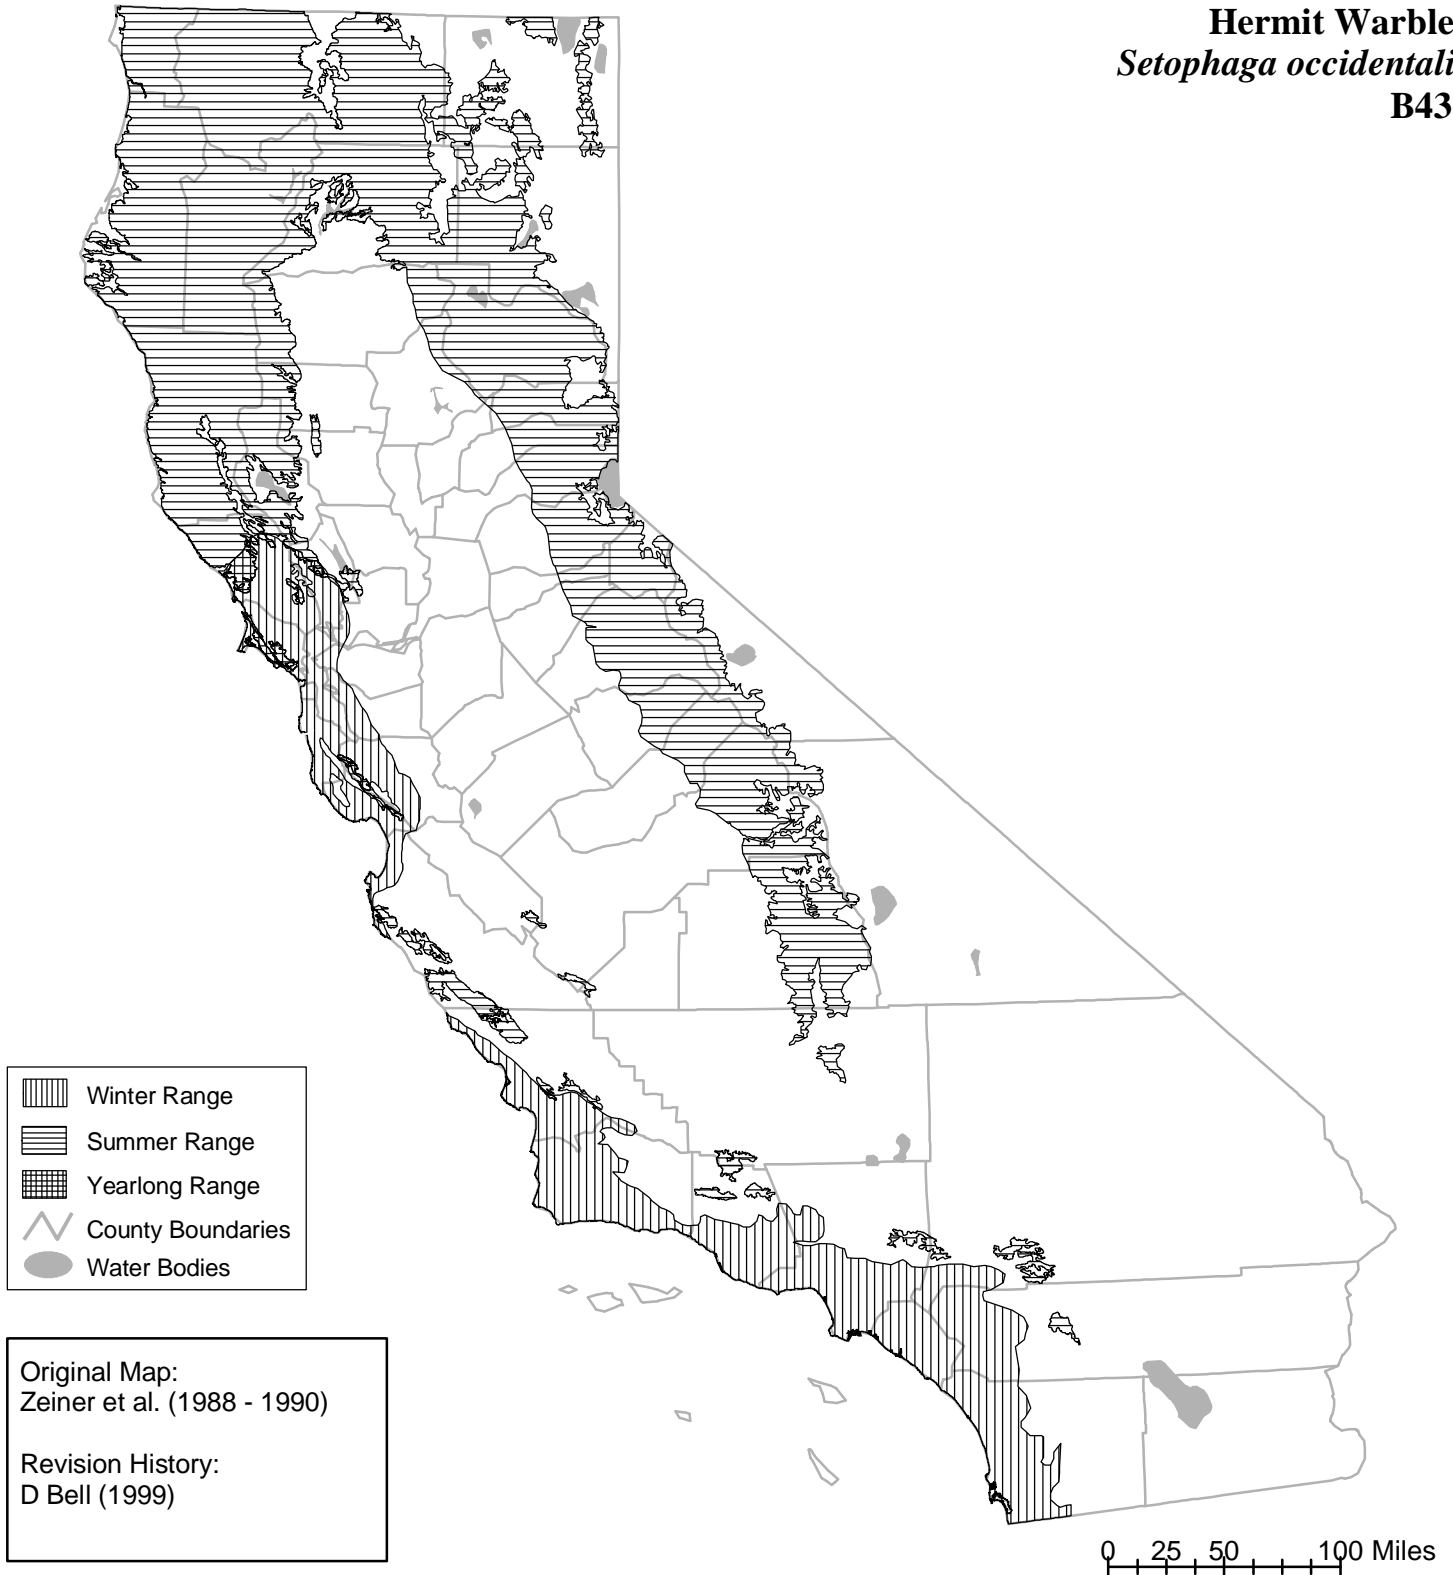 Hermit Warble
Setophaga occidentali
B43
Winter Range
Summer Range
Yearlong Range
County Boundaries
Water Bodies
Original Map:
Zeiner et al. (1988 - 1990)
Revision History:
D Bell (1999)
0 25 50 100 Miles